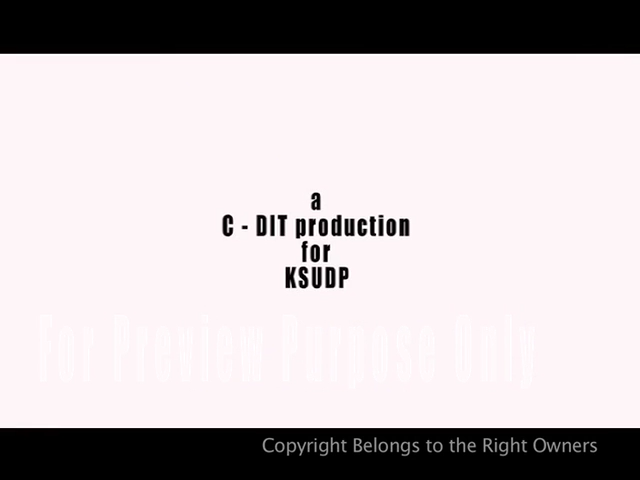 a
C - DIT production
for
KSUDP
For Preview Purpose Only
Copyright Belongs to the Right Owners